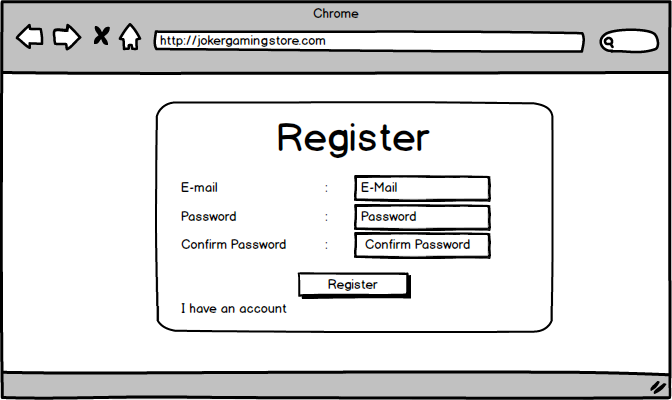 Chrome
http://jokergamingstore.com
Register
E-mail : E-Mail
Password : Password
Confirm Password : Confirm Password
Register
I have an account